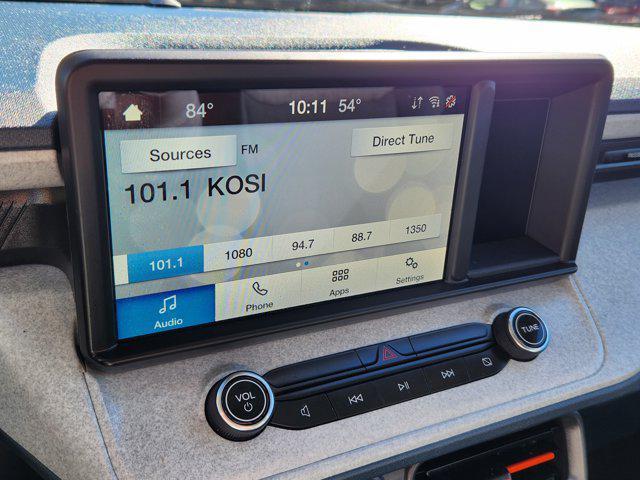 84° 10:11 54°
Sources FM Direct Tune
101.1 KOSI
101.1 1080 94.7 88.7 1350
Audio Phone Apps Settings
VOL TUNE